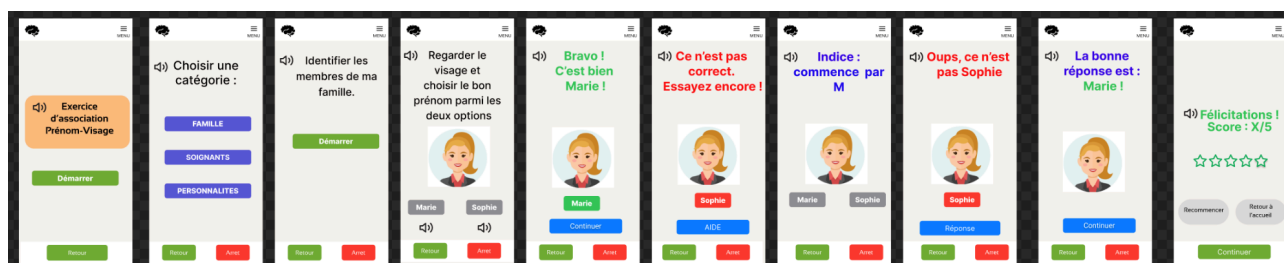 MENU
Exercice
d'association
Prénom-Visage
Démarrer
Retour
MENU
Choisir une
catégorie :
FAMILLE
SOIGNANTS
PERSONNALITES
Retour
Arret
MENU
Identifier les
membres de ma
famille.
Démarrer
Retour
Arret
MENU
Regarder le
visage et
choisir le bon
prénom parmi les
deux options
Marie
Sophie
Retour
Arret
MENU
Bravo !
C'est bien
Marie !
Marie
Continuer
Retour
Arret
MENU
Ce n'est pas
correct.
Essayez encore !
Sophie
AIDE
Retour
Arret
MENU
Indice :
commence par
M
Marie
Sophie
Retour
Arret
MENU
Oups, ce n'est
pas Sophie
Sophie
Réponse
Retour
Arret
MENU
La bonne
réponse est :
Marie !
Continuer
Retour
Arret
MENU
Félicitations !
Score : X/5
Recommencer
Retour à
l'accueil
Continuer